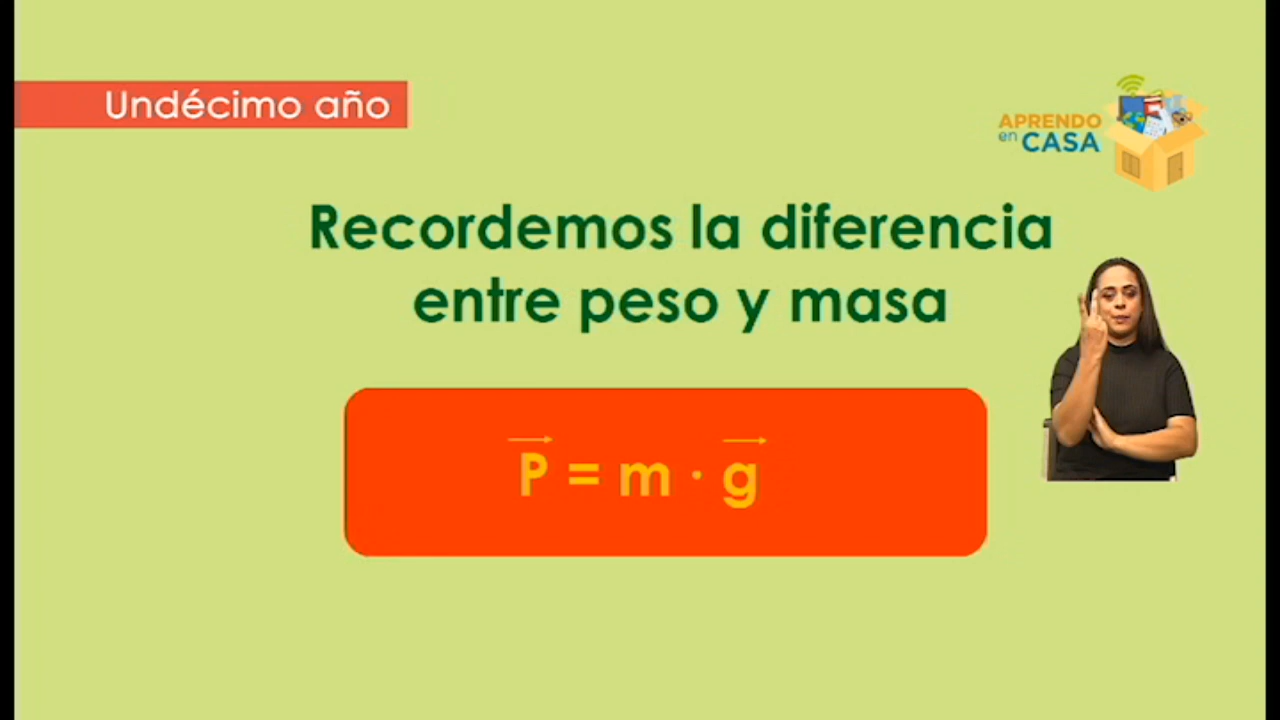 Undécimo año
APRENDO
en CASA
Recordemos la diferencia
entre peso y masa
P = m · g